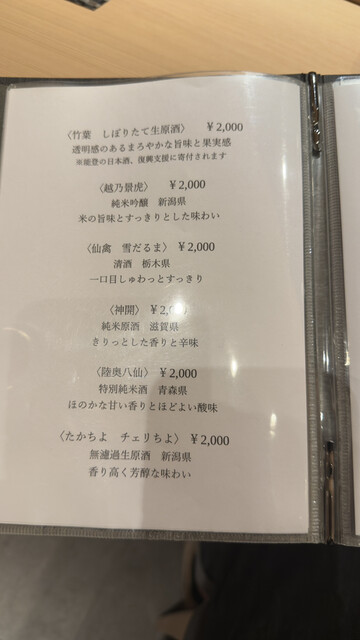 〈竹葉　しぼりたて生原酒〉　￥2,000
透明感のあるまろやかな旨味と果実感
※能登の日本酒、復興支援に寄付されます
〈越乃景虎〉　￥2,000
純米吟醸　新潟県
米の旨味とすっきりとした味わい
〈仙禽　雪だるま〉￥2,000
清酒　栃木県
一口目しゅわっとすっきり
〈神開〉
純米原酒　滋賀県
きりっとした香りと辛味
〈陸奥八仙〉￥2,000
特別純米酒　青森県
ほのかな甘い香りとほどよい酸味
〈たかちよ　チェリちよ〉￥2,000
無濾過生原酒　新潟県
香り高く芳醇な味わい